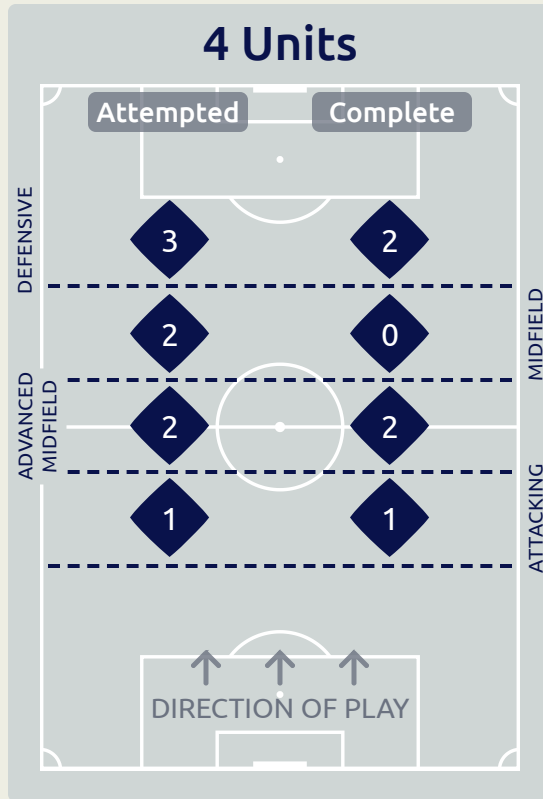 4 Units
Attempted
Complete
DEFENSIVE
3
2
MIDFIELD
2
0
ADVANCED
MIDFIELD
2
2
ATTACKING
1
1
DIRECTION OF PLAY